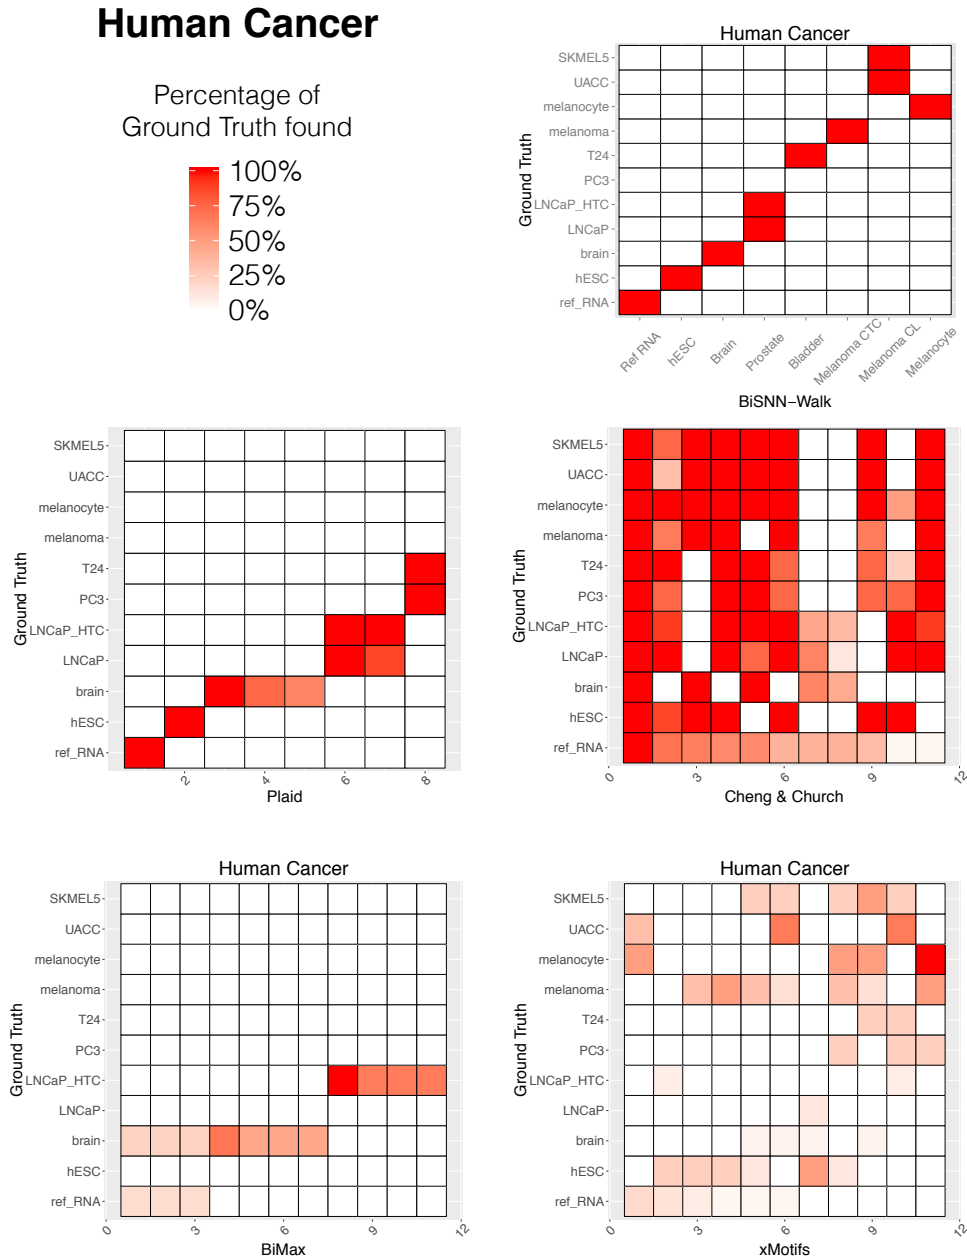 Human Cancer
Percentage of
Ground Truth found
100%
75%
50%
25%
0%
Human Cancer
Ground Truth
SKMEL5
UACC
melanocyte
melanoma
T24
PC3
LNCaP_HTC
LNCaP
brain
hESC
ref_RNA
Ref RNA
hESC
Brain
Prostate
Bladder
Melanoma CTC
Melanoma CL
Melanocyte
BiSNN-Walk
Ground Truth
SKMEL5
UACC
melanocyte
melanoma
T24
PC3
LNCaP_HTC
LNCaP
brain
hESC
ref_RNA
2
4
6
8
Plaid
Ground Truth
SKMEL5
UACC
melanocyte
melanoma
T24
PC3
LNCaP_HTC
LNCaP
brain
hESC
ref_RNA
0
3
6
9
12
Cheng & Church
Human Cancer
Ground Truth
SKMEL5
UACC
melanocyte
melanoma
T24
PC3
LNCaP_HTC
LNCaP
brain
hESC
ref_RNA
0
3
6
9
12
BiMax
Human Cancer
Ground Truth
SKMEL5
UACC
melanocyte
melanoma
T24
PC3
LNCaP_HTC
LNCaP
brain
hESC
ref_RNA
0
3
6
9
12
xMotifs